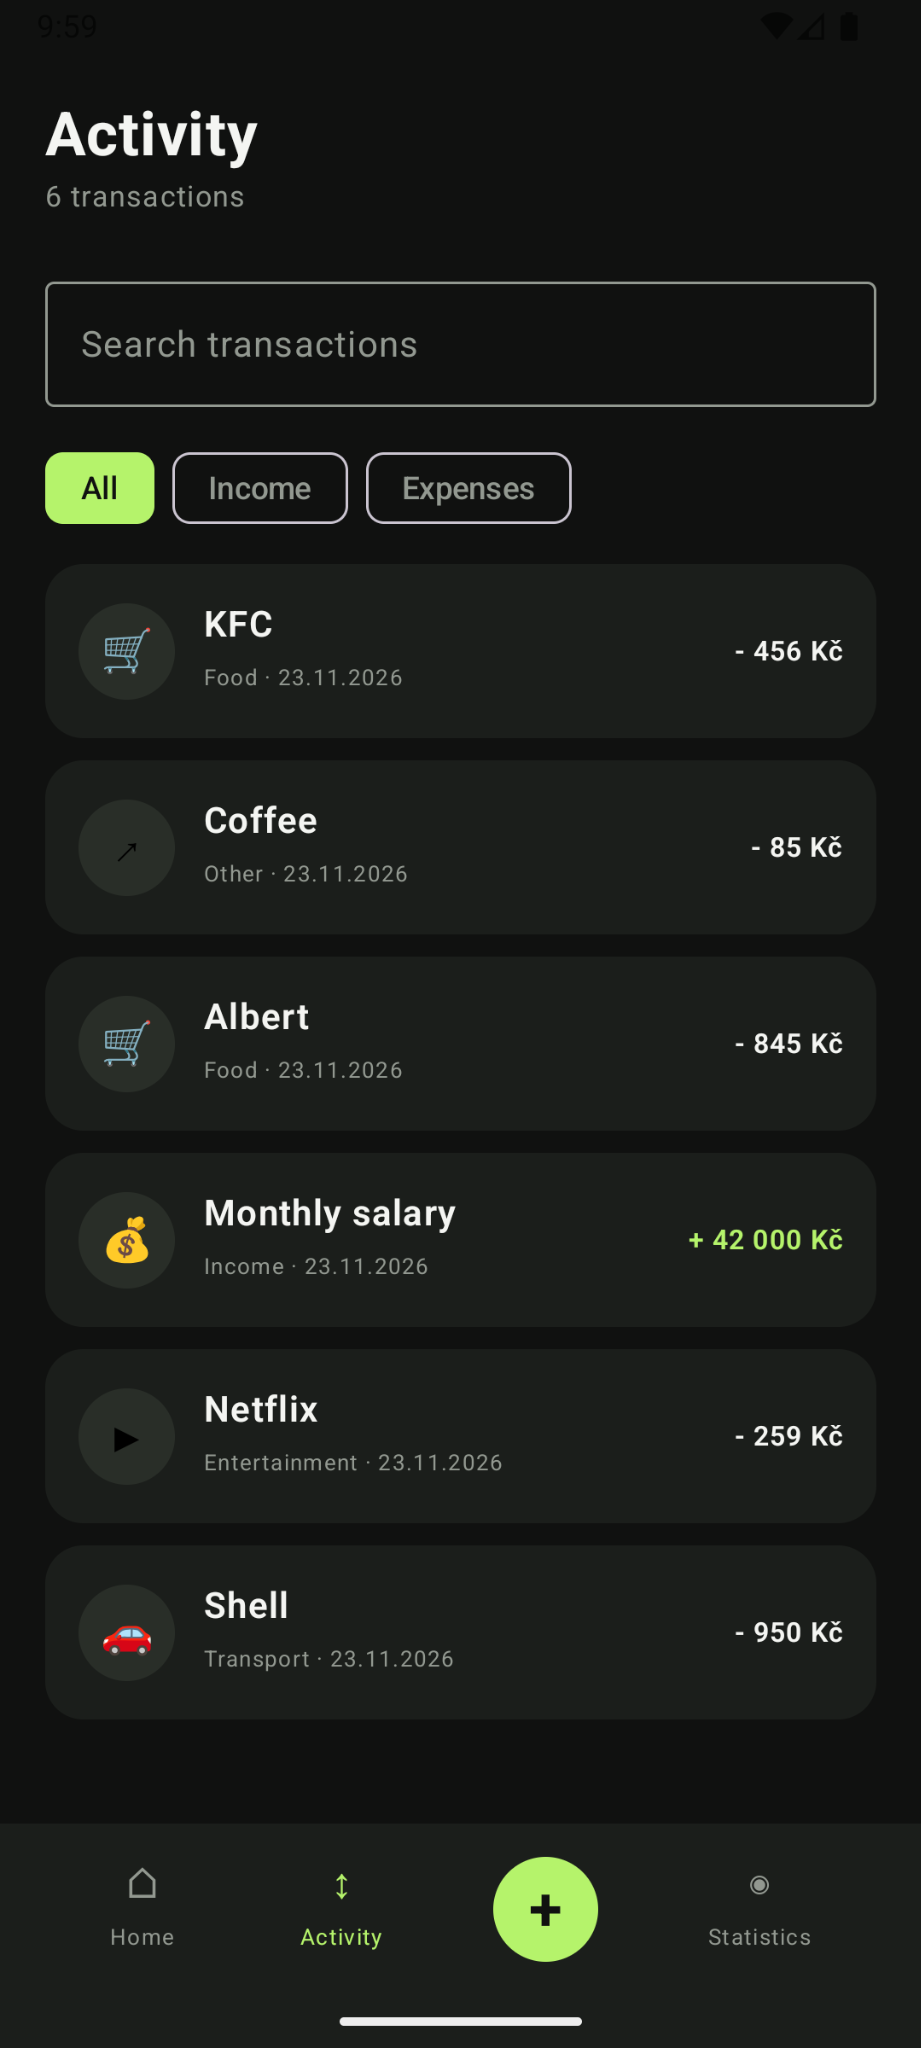 9:59
Activity
6 transactions
Search transactions
All
Income
Expenses
KFC
Food · 23.11.2026
- 456 Kč
Coffee
Other · 23.11.2026
- 85 Kč
Albert
Food · 23.11.2026
- 845 Kč
Monthly salary
Income · 23.11.2026
+ 42 000 Kč
Netflix
Entertainment · 23.11.2026
- 259 Kč
Shell
Transport · 23.11.2026
- 950 Kč
Home
Activity
+
Statistics